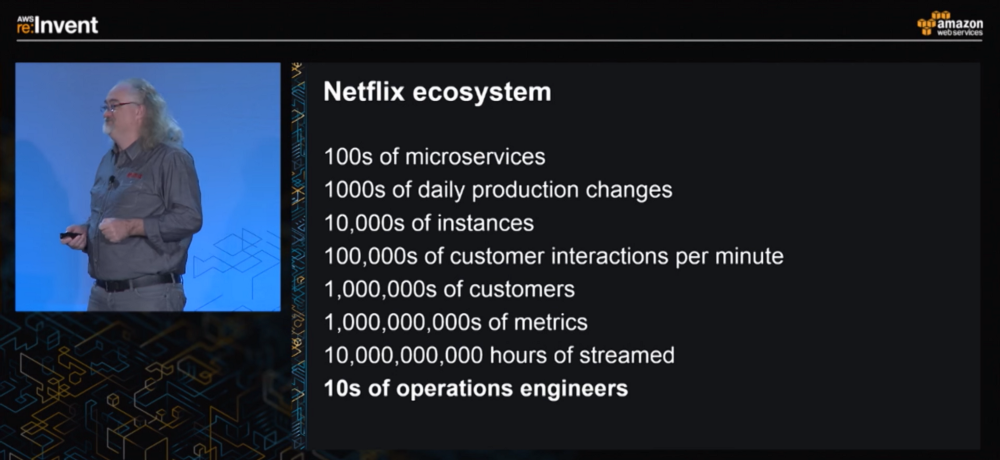 AWS
re:Invent
amazon
webservices
Netflix ecosystem
100s of microservices
1000s of daily production changes
10,000s of instances
100,000s of customer interactions per minute
1,000,000s of customers
1,000,000,000s of metrics
10,000,000,000 hours of streamed
10s of operations engineers